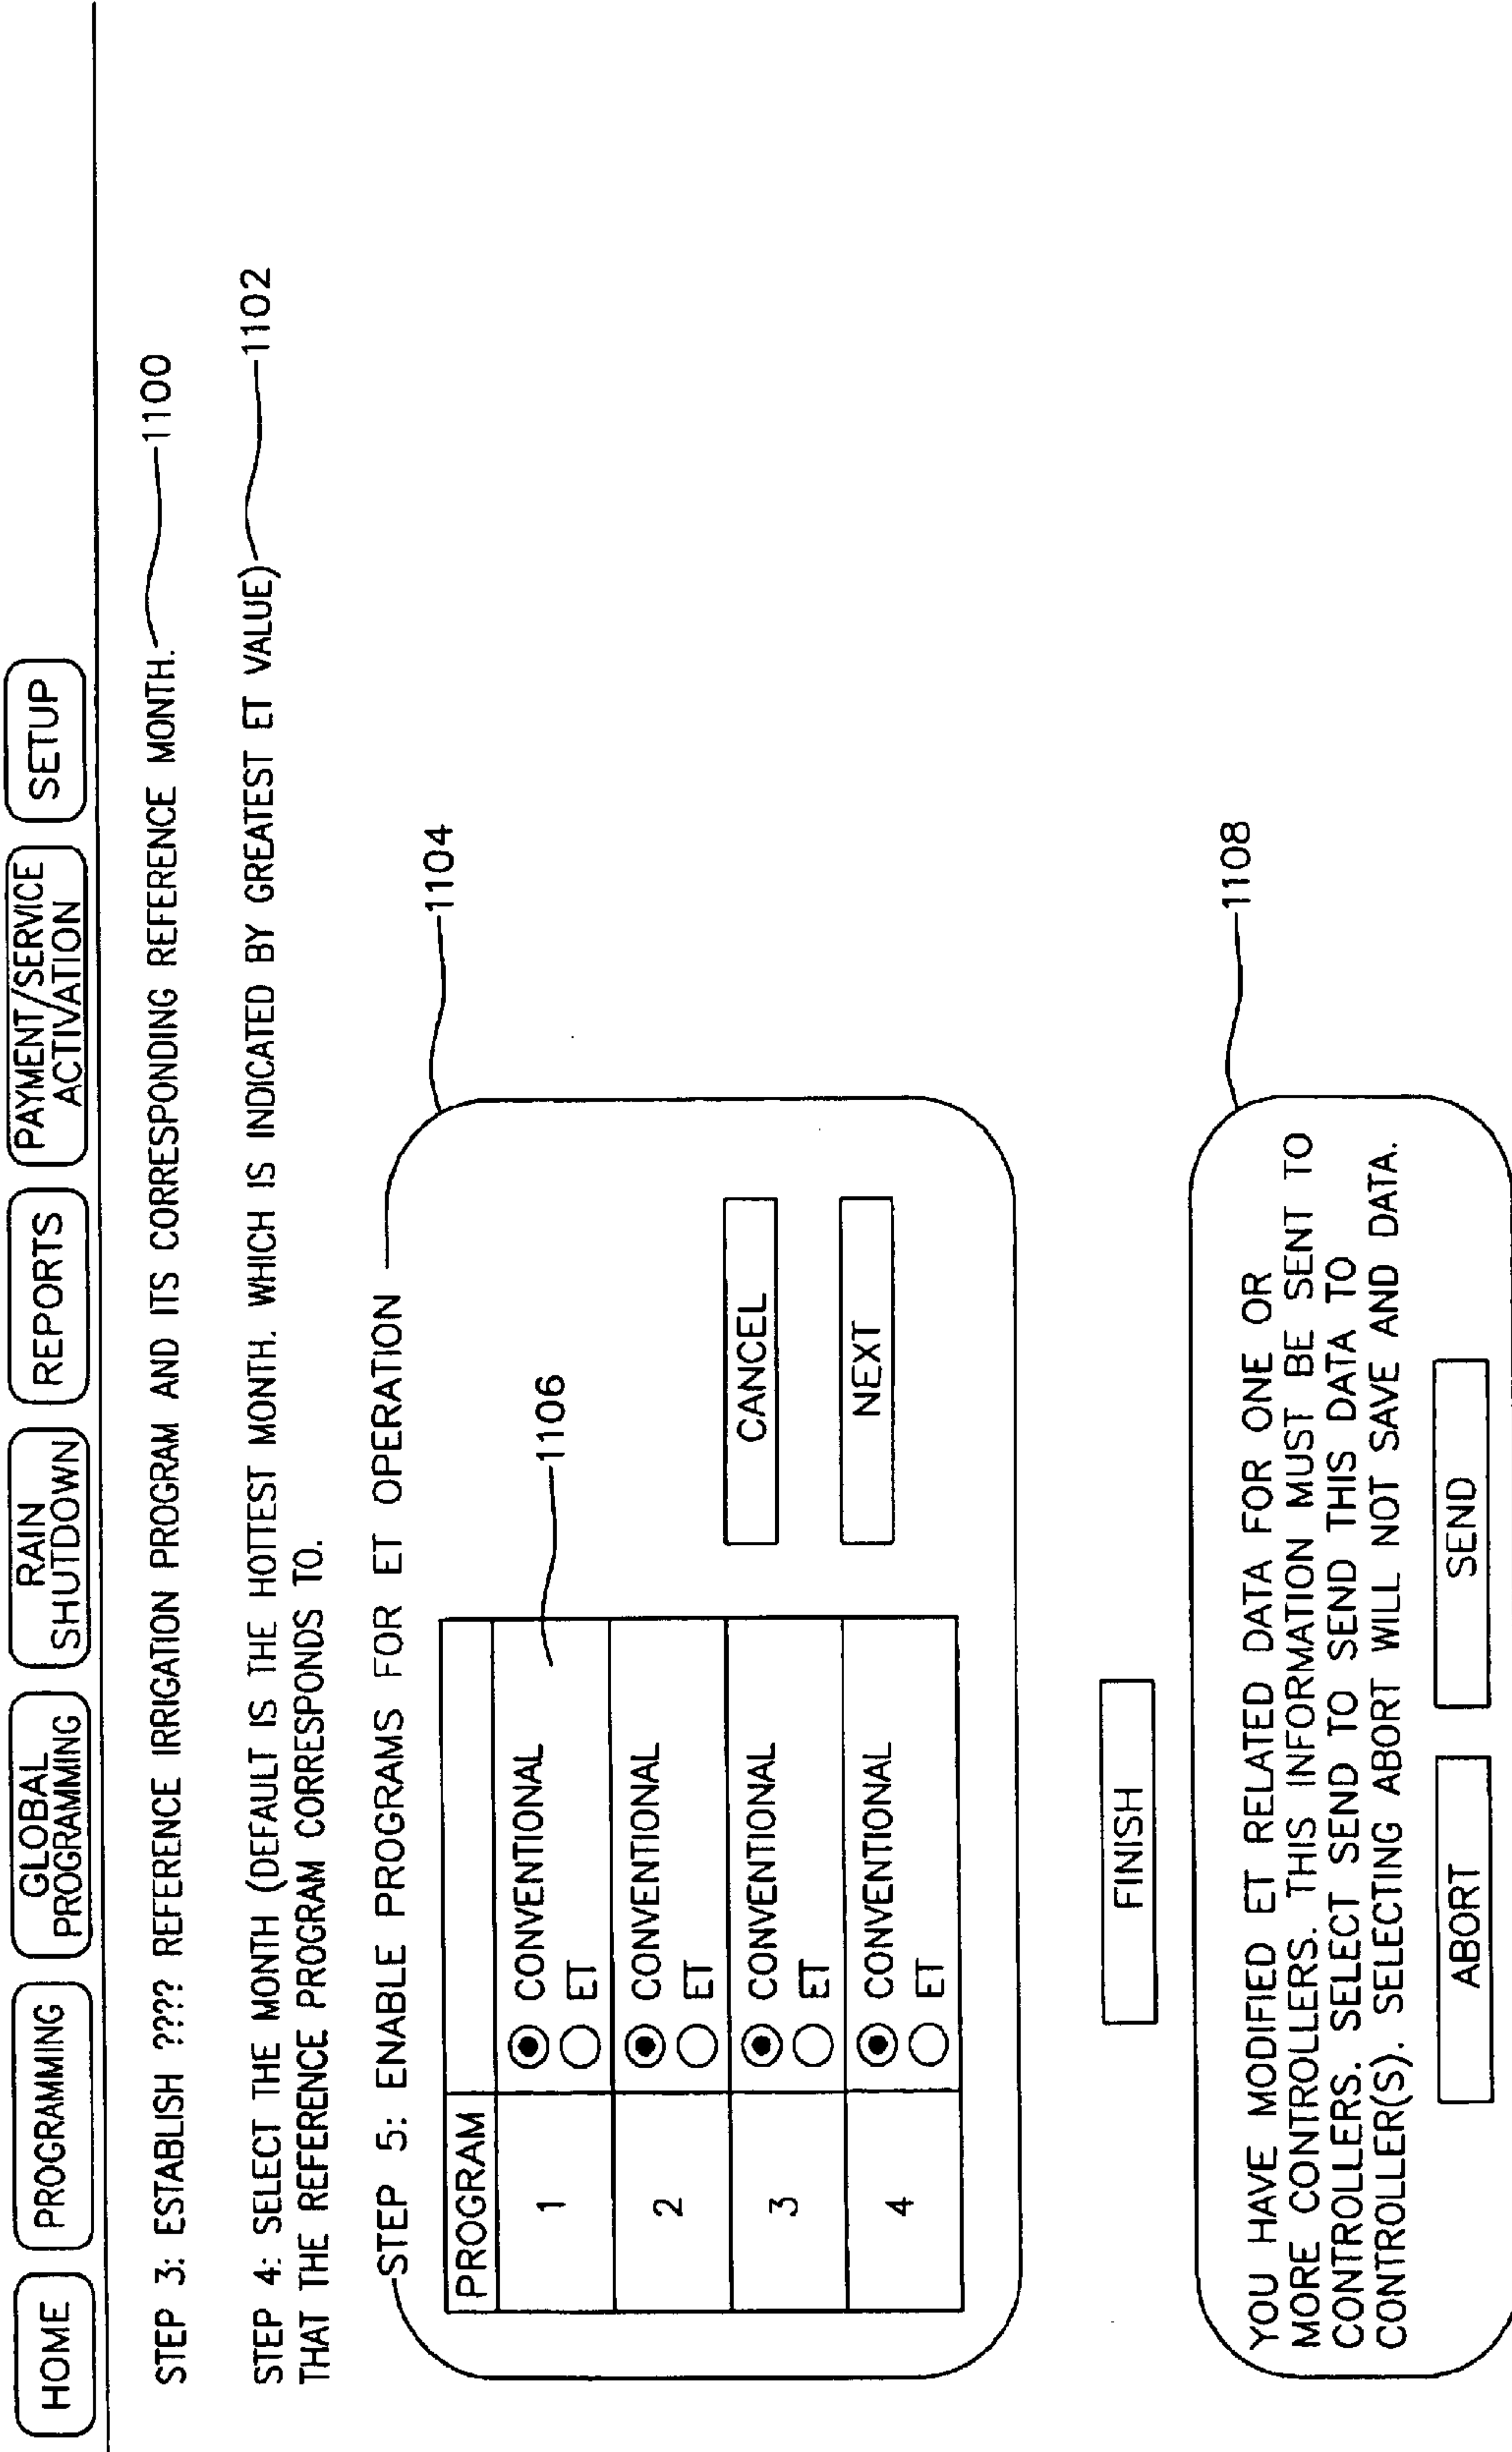 HOME
PROGRAMMING
GLOBAL
PROGRAMMING
RAIN
SHUTDOWN
REPORTS
PAYMENT/SERVICE
ACTIVATION
SETUP
STEP 3: ESTABLISH ???? REFERENCE IRRIGATION PROGRAM AND ITS CORRESPONDING REFERENCE MONTH.
1100
STEP 4: SELECT THE MONTH (DEFAULT IS THE HOTTEST MONTH. WHICH IS INDICATED BY GREATEST ET VALUE)
1102
THAT THE REFERENCE PROGRAM CORRESPONDS TO.
STEP 5: ENABLE PROGRAMS FOR ET OPERATION
1104
PROGRAM
1 CONVENTIONAL
ET
1106
2 CONVENTIONAL
ET
3 CONVENTIONAL
ET
4 CONVENTIONAL
ET
CANCEL
NEXT
FINISH
1108
YOU HAVE MODIFIED ET RELATED DATA FOR ONE OR
MORE CONTROLLERS. THIS INFORMATION MUST BE SENT TO
CONTROLLERS. SELECT SEND TO SEND THIS DATA TO
CONTROLLER(S). SELECTING ABORT WILL NOT SAVE AND DATA.
ABORT
SEND